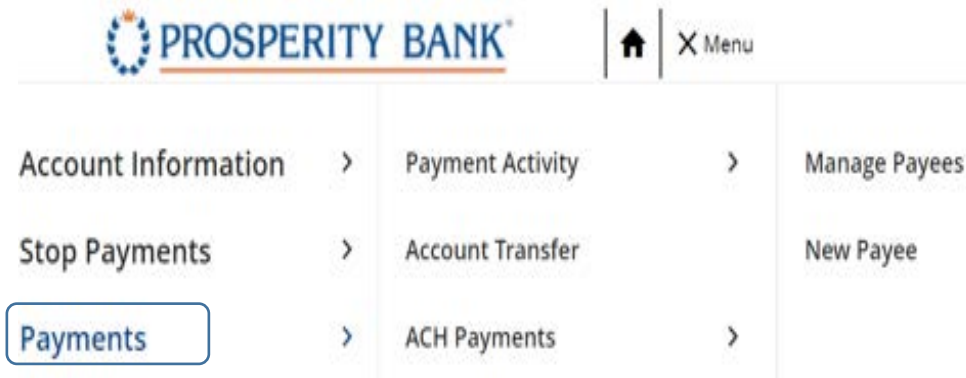 PROSPERITY BANK®
X Menu
Account Information > Payment Activity > Manage Payees
Stop Payments > Account Transfer New Payee
Payments > ACH Payments >